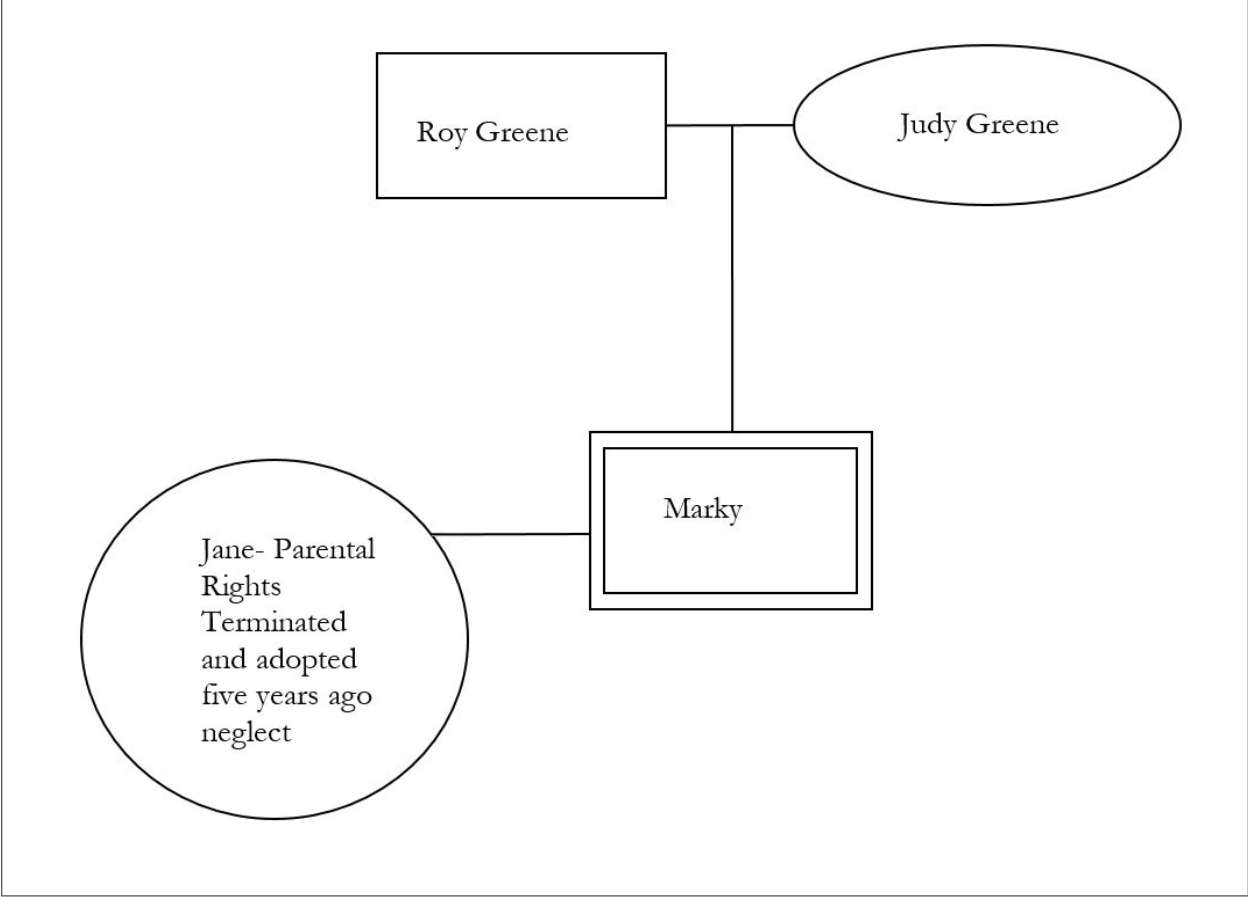 Roy Greene
Judy Greene
Marky
Jane- Parental
Rights
Terminated
and adopted
five years ago
neglect